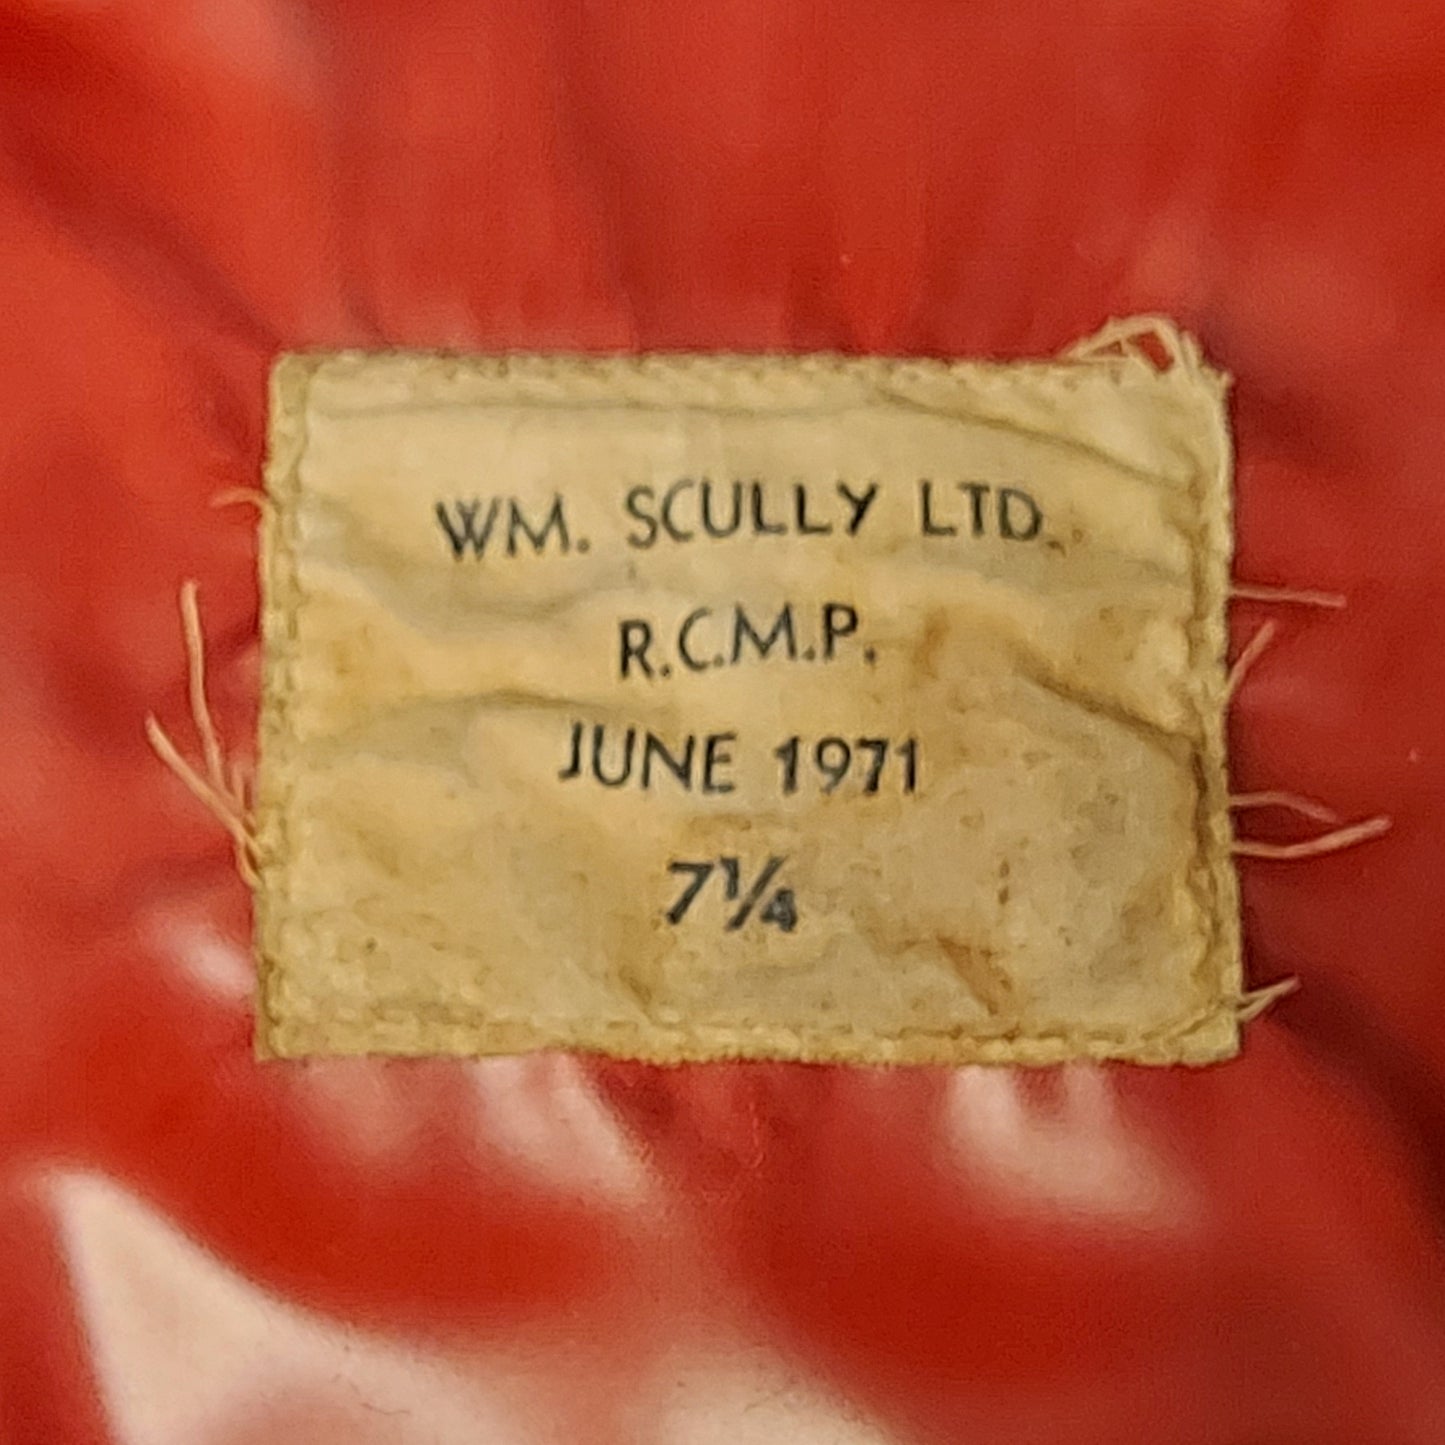 WM. SCULLY LTD.
R.C.M.P.
JUNE 1971
7¼